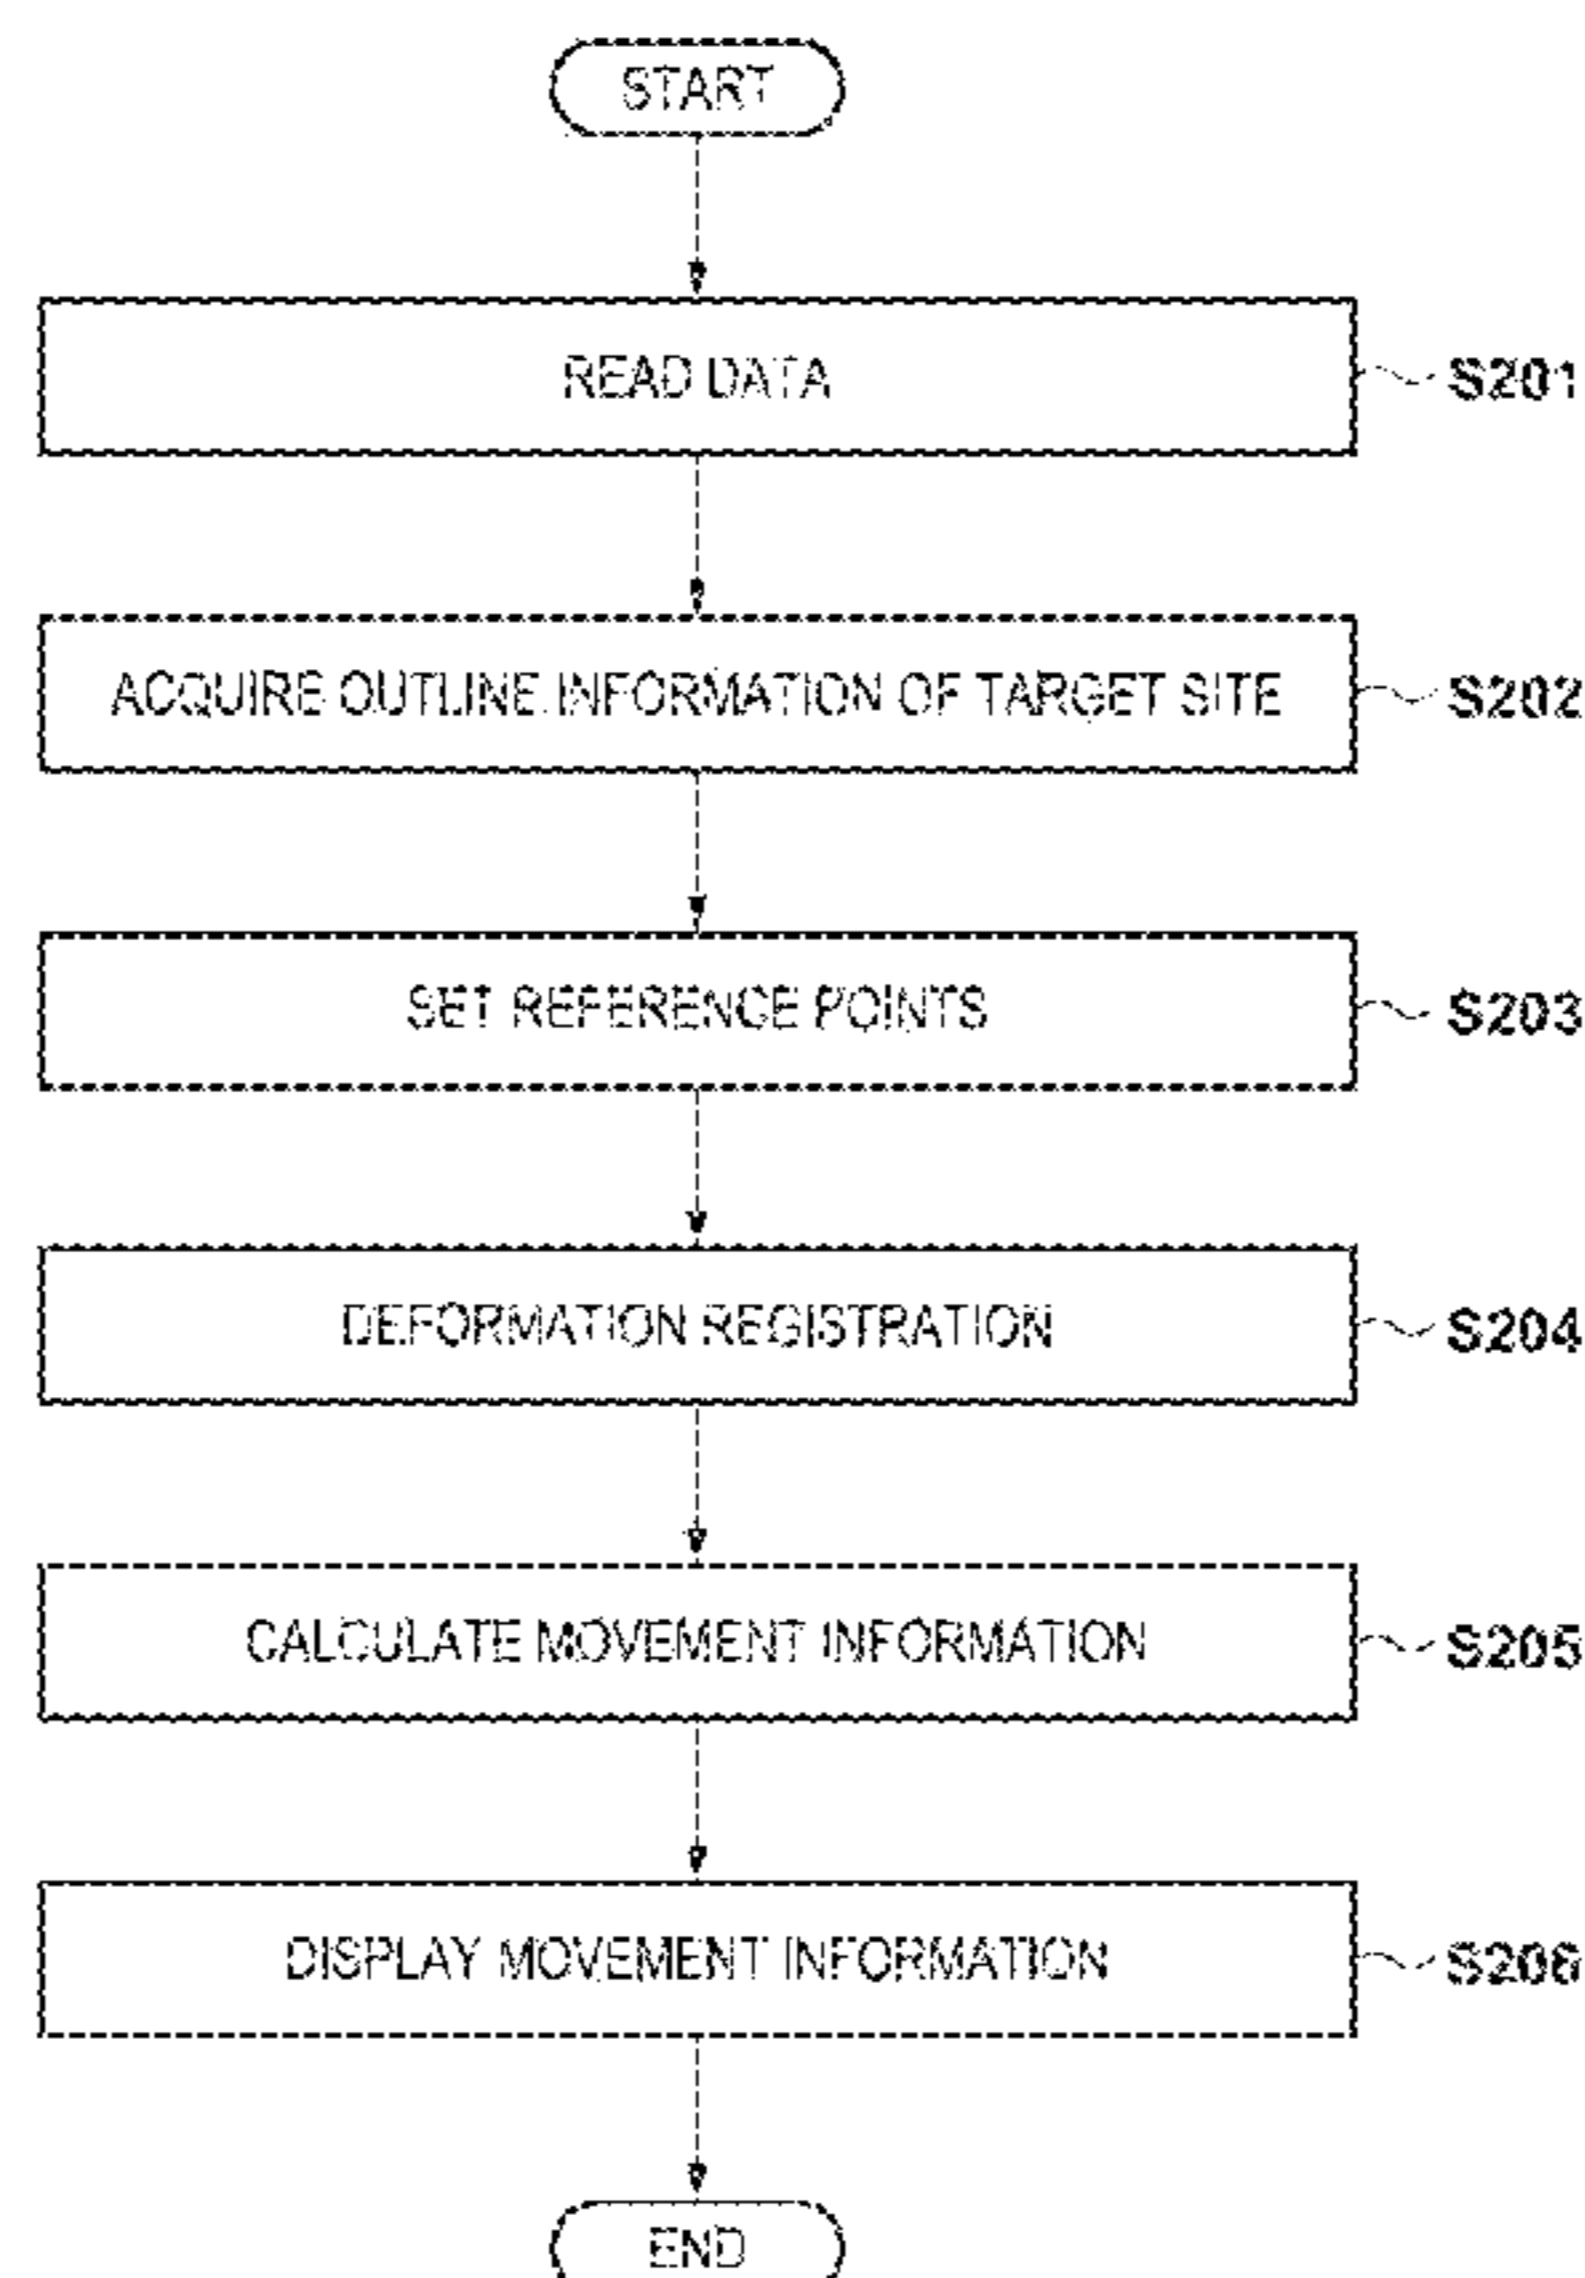 START
READ DATA
S201
ACQUIRE OUTLINE INFORMATION OF TARGET SITE
S202
SET REFERENCE POINTS
S203
DEFORMATION REGISTRATION
S204
CALCULATE MOVEMENT INFORMATION
S205
DISPLAY MOVEMENT INFORMATION
S206
END